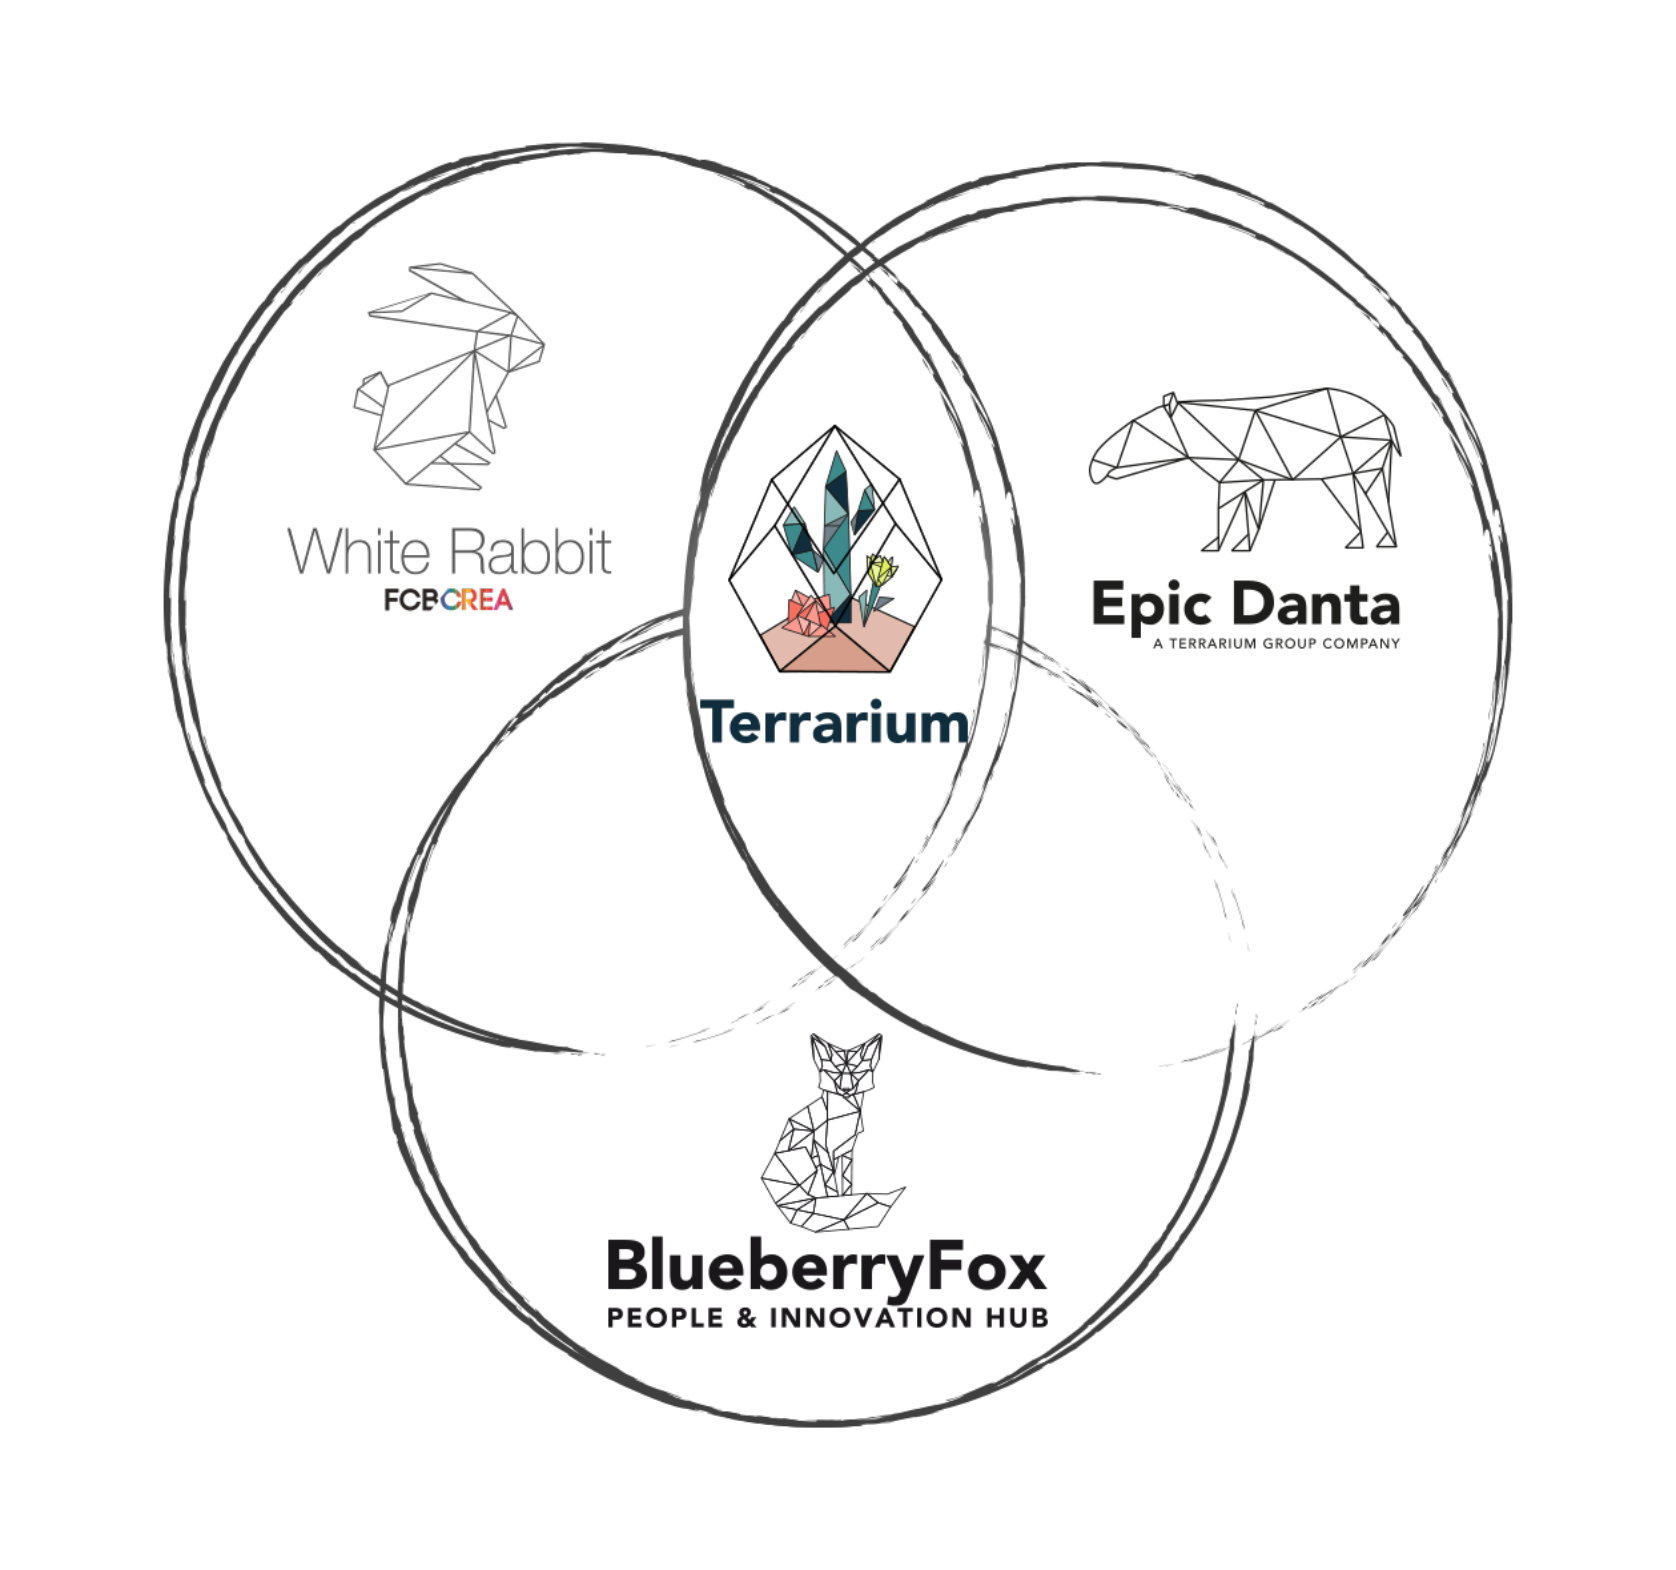 White Rabbit
FCBCREA
Epic Danta
A TERRARIUM GROUP COMPANY
Terrarium
BlueberryFox
PEOPLE & INNOVATION HUB